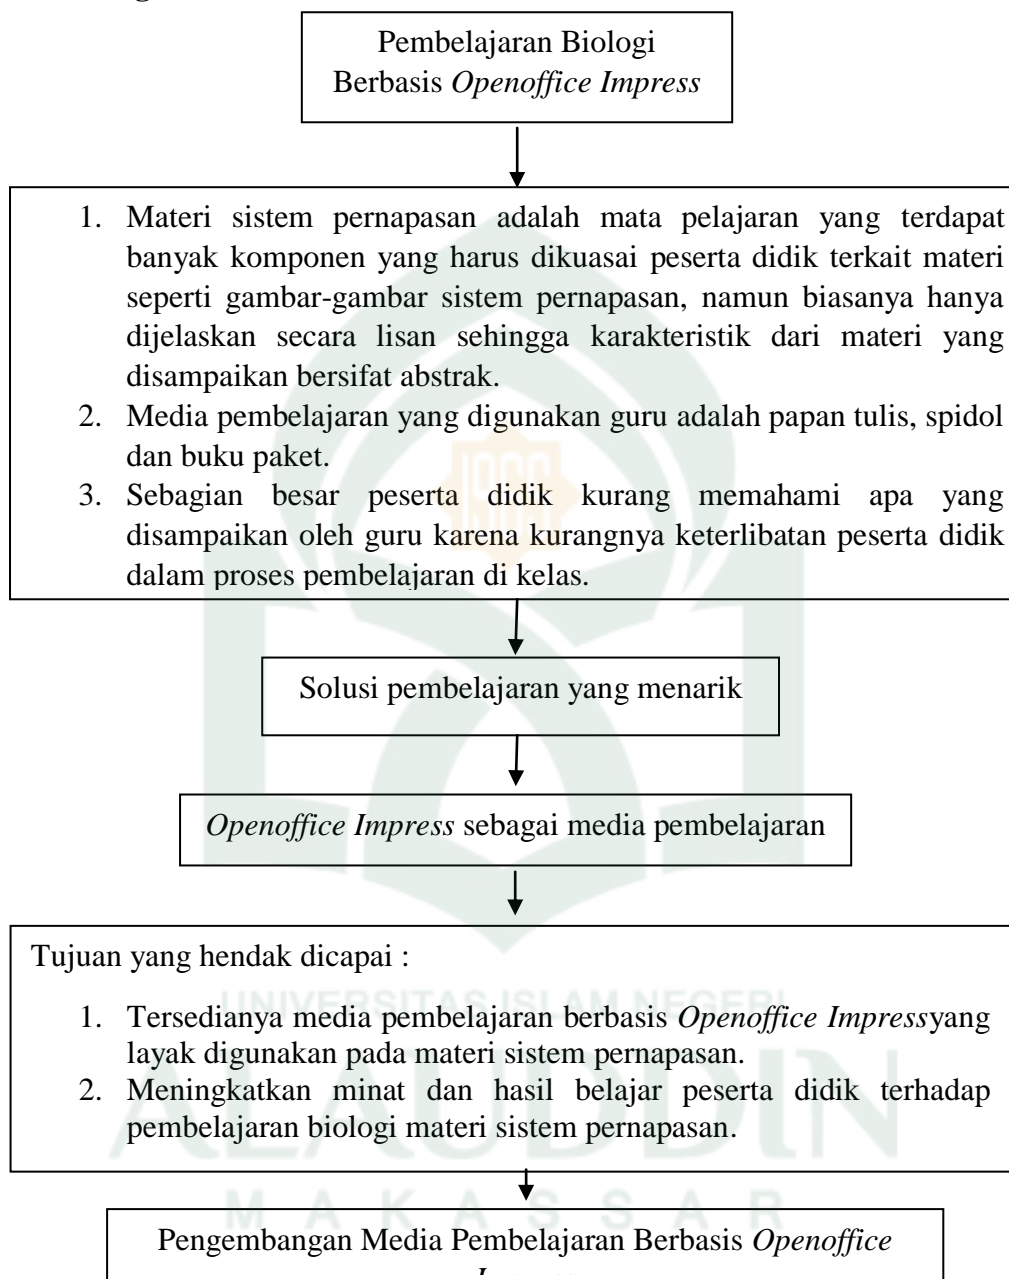 Pembelajaran Biologi
Berbasis Openoffice Impress
1. Materi sistem pernapasan adalah mata pelajaran yang terdapat
banyak komponen yang harus dikuasai peserta didik terkait materi
seperti gambar-gambar sistem pernapasan, namun biasanya hanya
dijelaskan secara lisan sehingga karakteristik dari materi yang
disampaikan bersifat abstrak.
2. Media pembelajaran yang digunakan guru adalah papan tulis, spidol
dan buku paket.
3. Sebagian besar peserta didik kurang memahami apa yang
disampaikan oleh guru karena kurangnya keterlibatan peserta didik
dalam proses pembelajaran di kelas.
Solusi pembelajaran yang menarik
Openoffice Impress sebagai media pembelajaran
Tujuan yang hendak dicapai :
UNIVERSITAS ISLAM NEGERI
1. Tersedianya media pembelajaran berbasis Openoffice Impressyang
layak digunakan pada materi sistem pernapasan.
2. Meningkatkan minat dan hasil belajar peserta didik terhadap
pembelajaran biologi materi sistem pernapasan.
ALAUDDIN
MAKASSAR
Pengembangan Media Pembelajaran Berbasis Openoffice